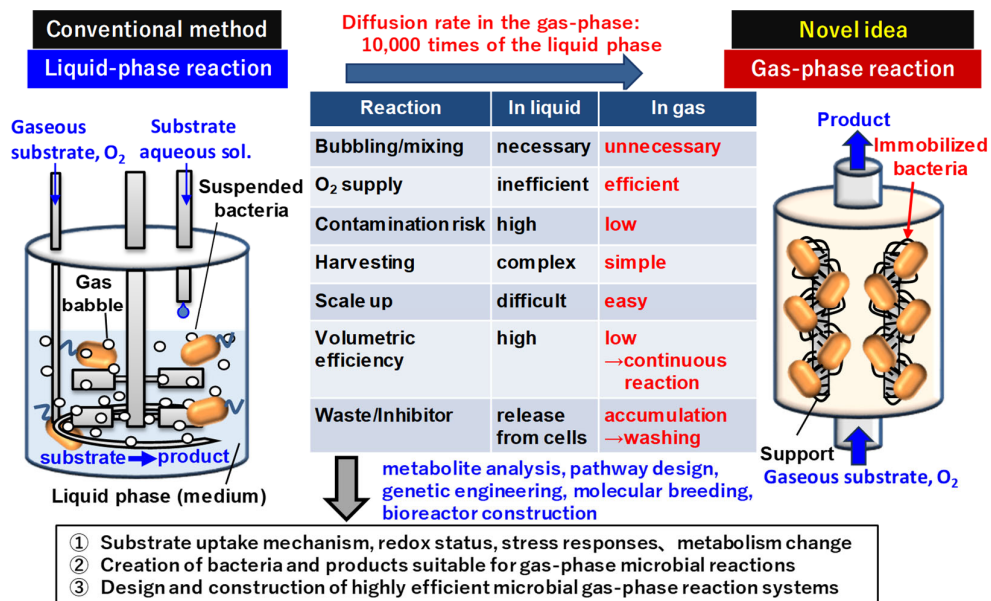 Conventional method
Liquid-phase reaction
Diffusion rate in the gas-phase:
10,000 times of the liquid phase
Novel idea
Gas-phase reaction
Gaseous
substrate, O₂
Substrate
aqueous sol.
Suspended
bacteria
Gas
babble
substrate
product
Liquid phase (medium)
Reaction In liquid In gas
Bubbling/mixing necessary unnecessary
O₂ supply inefficient efficient
Contamination risk high low
Harvesting complex simple
Scale up difficult easy
Volumetric high low
efficiency →continuous
reaction
Waste/Inhibitor release accumulation
from cells →washing
Product
Immobilized
bacteria
Support
Gaseous substrate, O₂
metabolite analysis, pathway design,
genetic engineering, molecular breeding,
bioreactor construction
① Substrate uptake mechanism, redox status, stress responses、metabolism change
② Creation of bacteria and products suitable for gas-phase microbial reactions
③ Design and construction of highly efficient microbial gas-phase reaction systems